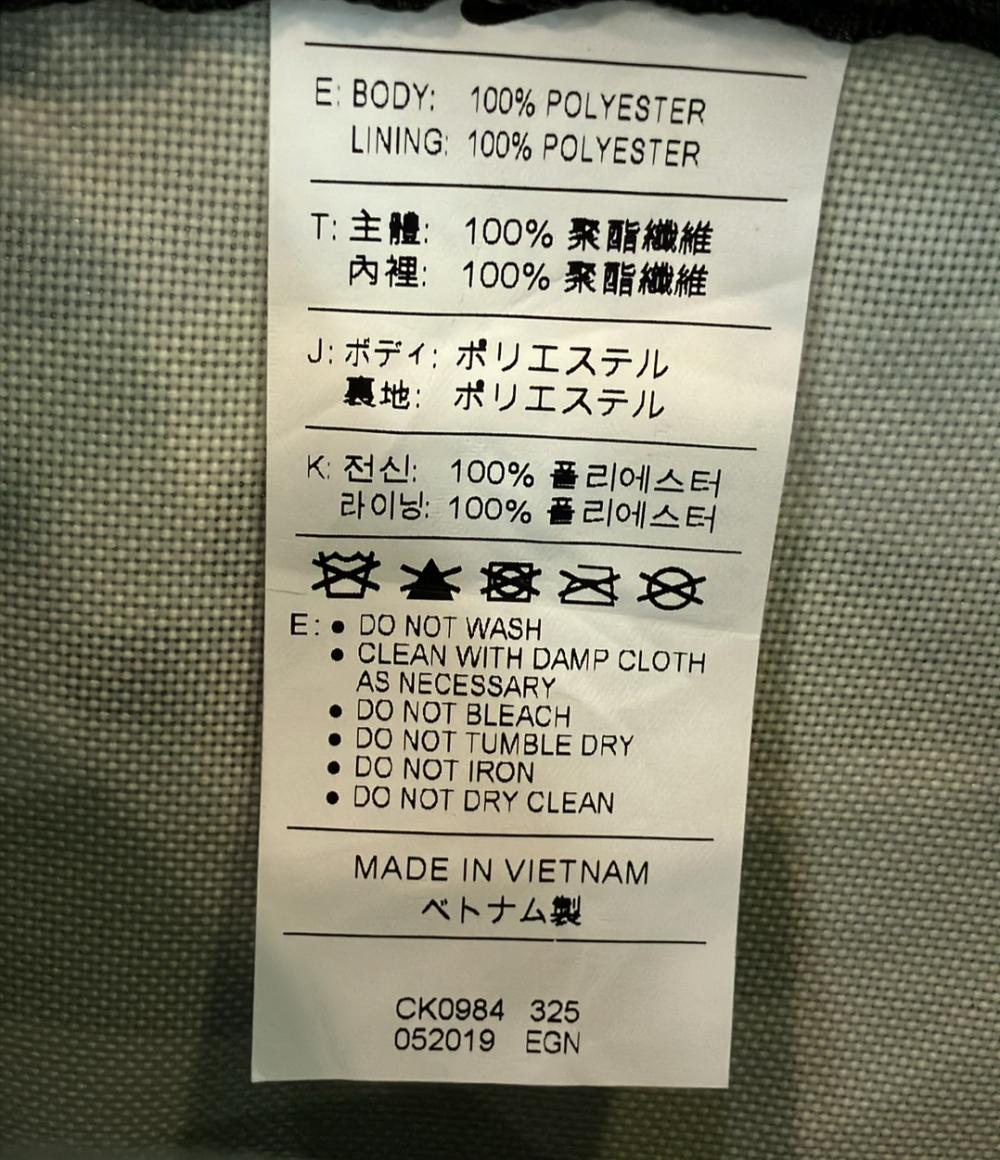 E: BODY: 100% POLYESTER
LINING: 100% POLYESTER
T: 主體: 100% 聚酯纖維
內裡: 100% 聚酯纖維
J: ボディ: ポリエステル
裏地: ポリエステル
K: 전신: 100% 폴리에스터
라이닝: 100% 폴리에스터
E: • DO NOT WASH
• CLEAN WITH DAMP CLOTH
AS NECESSARY
• DO NOT BLEACH
• DO NOT TUMBLE DRY
• DO NOT IRON
• DO NOT DRY CLEAN
MADE IN VIETNAM
ベトナム製
CK0984 325
052019 EGN